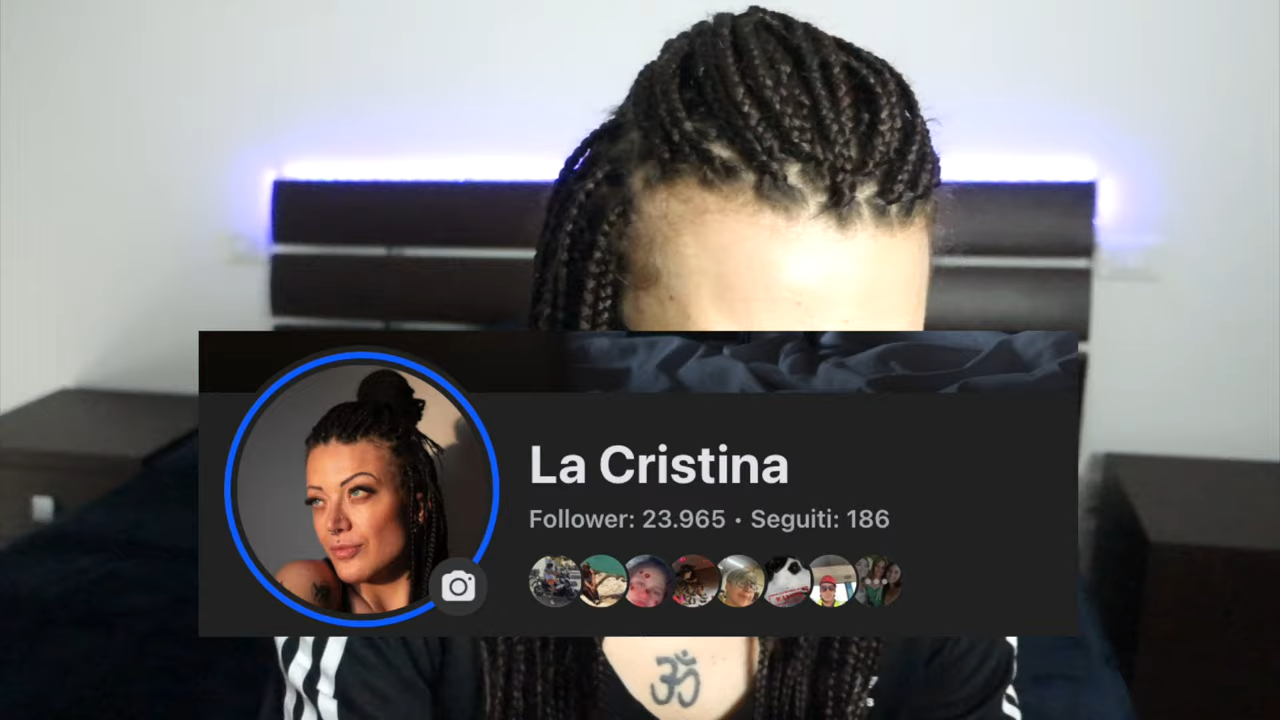 La Cristina
Follower: 23.965 • Seguiti: 186
ॐ